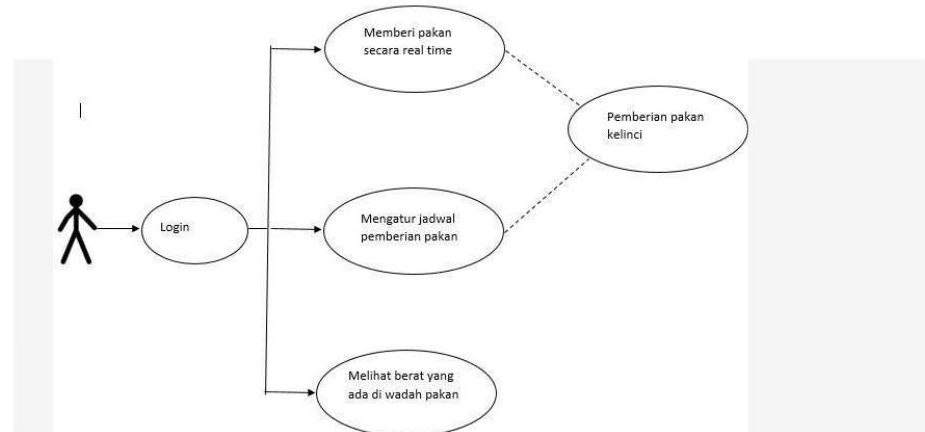 Memberi pakan
secara real time
Pemberian pakan
kelinci
Login
Mengatur jadwal
pemberian pakan
Melihat berat yang
ada di wadah pakan